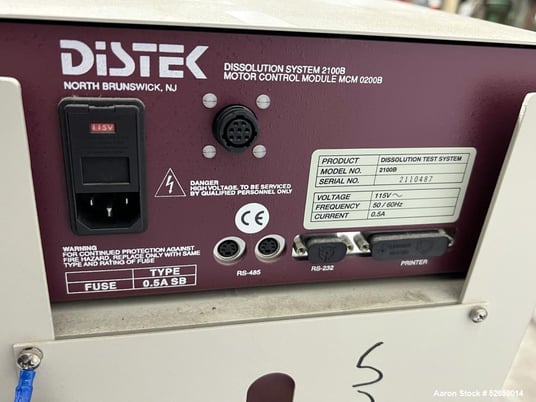 DiSTEK
NORTH BRUNSWICK, NJ
DISSOLUTION SYSTEM 2100B
MOTOR CONTROL MODULE MCM 0200B
115V
DANGER
HIGH VOLTAGE. TO BE SERVICED
BY QUALIFIED PERSONNEL ONLY
PRODUCT DISSOLUTION TEST SYSTEM
MODEL NO. 2100B
SERIAL NO. 2110487
VOLTAGE 115V ~
FREQUENCY 50 / 60Hz
CURRENT 0.5A
CE
WARNING
FOR CONTINUED PROTECTION AGAINST
FIRE HAZARD, REPLACE ONLY WITH SAME
TYPE AND RATING OF FUSE
FUSE TYPE
0.5A SB
RS-485
RS-232
PRINTER
5
Aaron Stock # 52659014